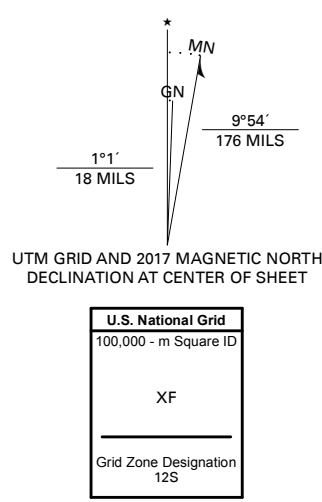 ★
MN
GN
9°54´
176 MILS
1°1´
18 MILS
UTM GRID AND 2017 MAGNETIC NORTH
DECLINATION AT CENTER OF SHEET
U.S. National Grid
100,000 - m Square ID
XF
Grid Zone Designation
12S